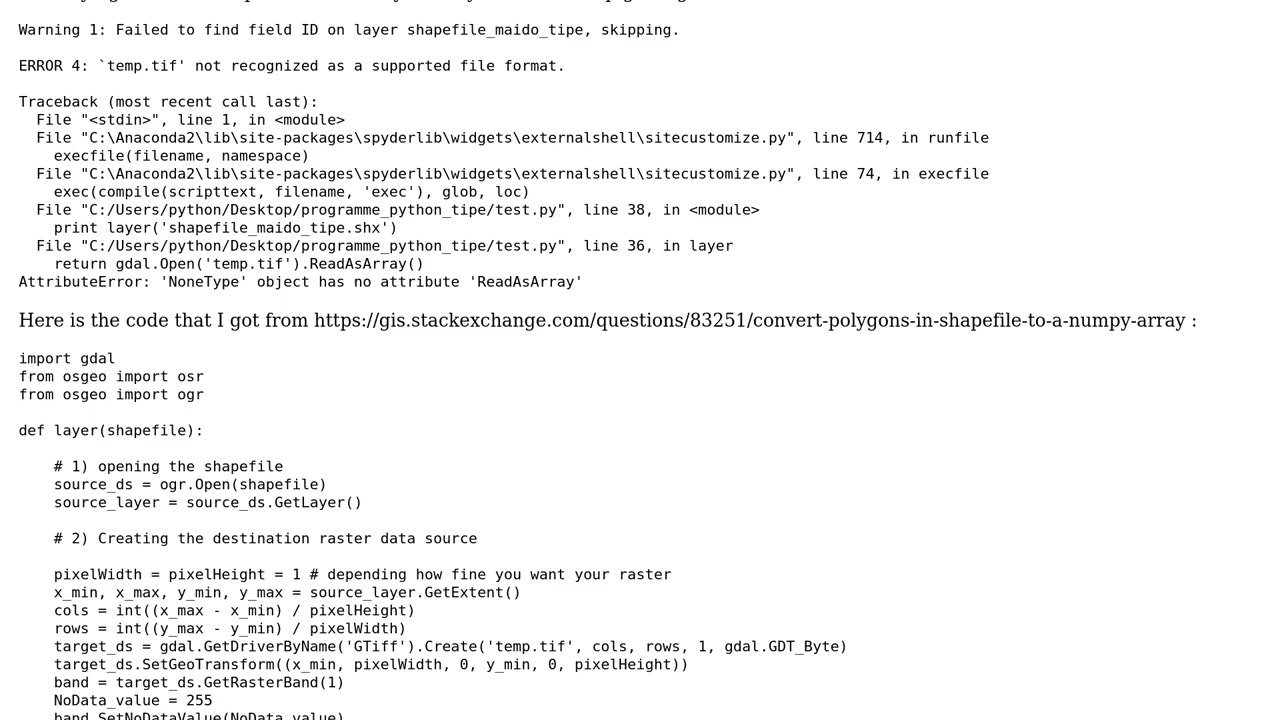 Warning 1: Failed to find field ID on layer shapefile_maido_tipe, skipping.
ERROR 4: `temp.tif' not recognized as a supported file format.
Traceback (most recent call last):
  File "<stdin>", line 1, in <module>
  File "C:\Anaconda2\lib\site-packages\spyderlib\widgets\externalshell\sitecustomize.py", line 714, in runfile
    execfile(filename, namespace)
  File "C:\Anaconda2\lib\site-packages\spyderlib\widgets\externalshell\sitecustomize.py", line 74, in execfile
    exec(compile(scripttext, filename, 'exec'), glob, loc)
  File "C:/Users/python/Desktop/programme_python_tipe/test.py", line 38, in <module>
    print layer('shapefile_maido_tipe.shx')
  File "C:/Users/python/Desktop/programme_python_tipe/test.py", line 36, in layer
    return gdal.Open('temp.tif').ReadAsArray()
AttributeError: 'NoneType' object has no attribute 'ReadAsArray'
Here is the code that I got from https://gis.stackexchange.com/questions/83251/convert-polygons-in-shapefile-to-a-numpy-array :
import gdal
from osgeo import osr
from osgeo import ogr
def layer(shapefile):
    # 1) opening the shapefile
    source_ds = ogr.Open(shapefile)
    source_layer = source_ds.GetLayer()
    # 2) Creating the destination raster data source
    pixelWidth = pixelHeight = 1 # depending how fine you want your raster
    x_min, x_max, y_min, y_max = source_layer.GetExtent()
    cols = int((x_max - x_min) / pixelHeight)
    rows = int((y_max - y_min) / pixelWidth)
    target_ds = gdal.GetDriverByName('GTiff').Create('temp.tif', cols, rows, 1, gdal.GDT_Byte)
    target_ds.SetGeoTransform((x_min, pixelWidth, 0, y_min, 0, pixelHeight))
    band = target_ds.GetRasterBand(1)
    NoData_value = 255
    band.SetNoDataValue(NoData_value)